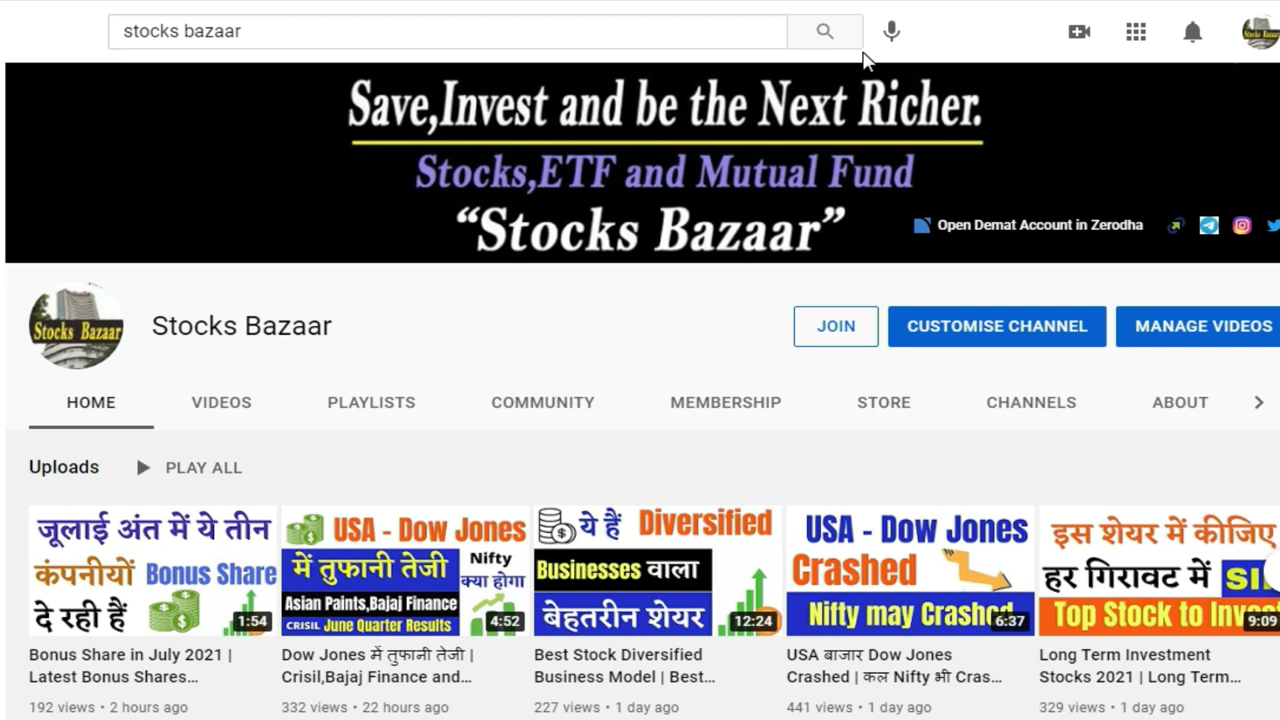 stocks bazaar
Save,Invest and be the Next Richer.
Stocks,ETF and Mutual Fund
“Stocks Bazaar”
Open Demat Account in Zerodha
Stocks Bazaar
Stocks Bazaar
JOIN
CUSTOMISE CHANNEL
MANAGE VIDEOS
HOME
VIDEOS
PLAYLISTS
COMMUNITY
MEMBERSHIP
STORE
CHANNELS
ABOUT
Uploads
PLAY ALL
जूलाई अंत में ये तीन
कंपनीयों Bonus Share
दे रही हैं
1:54
Bonus Share in July 2021 |
Latest Bonus Shares...
192 views • 2 hours ago
USA - Dow Jones
में तुफानी तेजी
Nifty
क्या होगा
Asian Paints,Bajaj Finance
CRISIL June Quarter Results
4:52
Dow Jones में तुफानी तेजी |
Crisil,Bajaj Finance and...
332 views • 22 hours ago
ये हैं Diversified
Businesses वाला
बेहतरीन शेयर
12:24
Best Stock Diversified
Business Model | Best...
227 views • 1 day ago
USA - Dow Jones
Crashed
Nifty may Crashed
6:37
USA बाजार Dow Jones
Crashed | कल Nifty भी Cras...
441 views • 1 day ago
इस शेयर में कीजिए
हर गिरावट में
Top Stock to
9:09
Long Term Investment
Stocks 2021 | Long Term...
329 views • 1 day ago